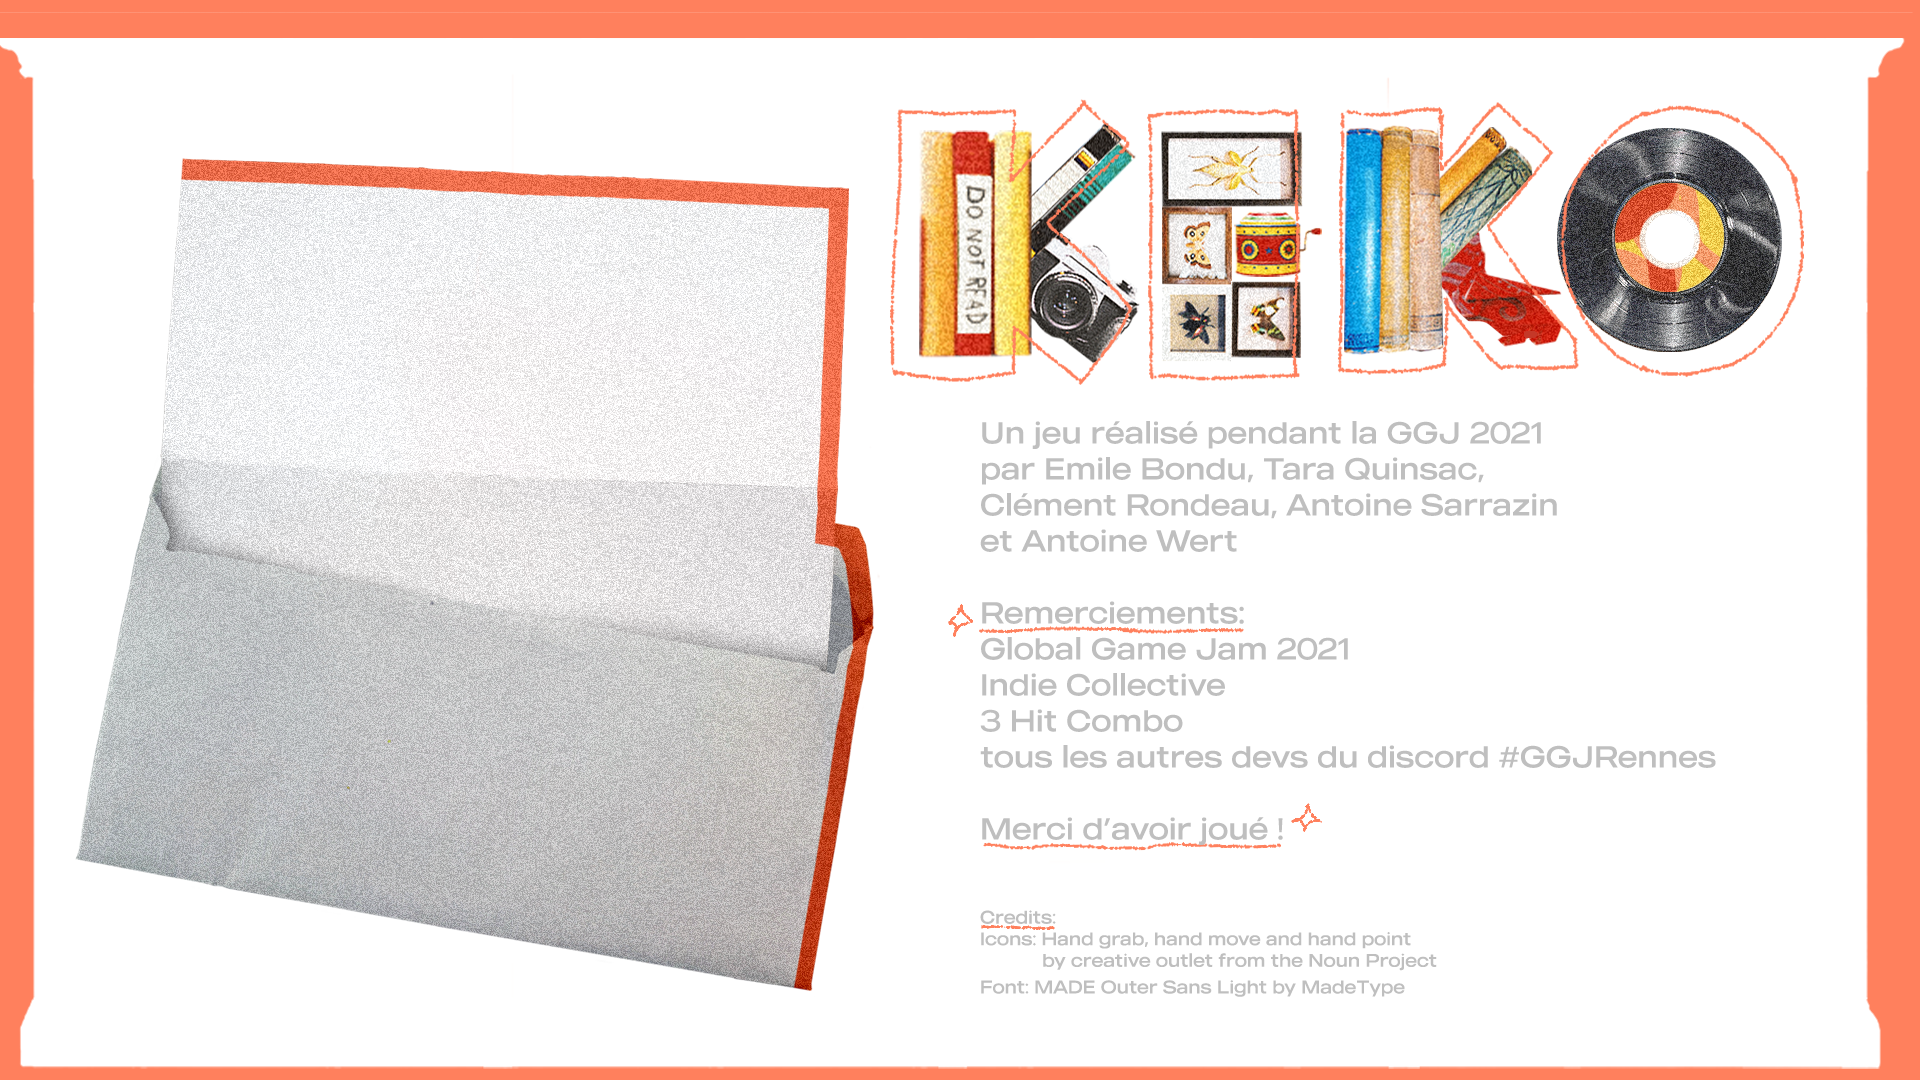 KEKO
DO NOT READ
Un jeu réalisé pendant la GGJ 2021
par Emile Bondu, Tara Quinsac,
Clément Rondeau, Antoine Sarrazin
et Antoine Wert
Remerciements:
Global Game Jam 2021
Indie Collective
3 Hit Combo
tous les autres devs du discord #GGJRennes
Merci d’avoir joué !
Credits:
Icons: Hand grab, hand move and hand point
by creative outlet from the Noun Project
Font: MADE Outer Sans Light by MadeType